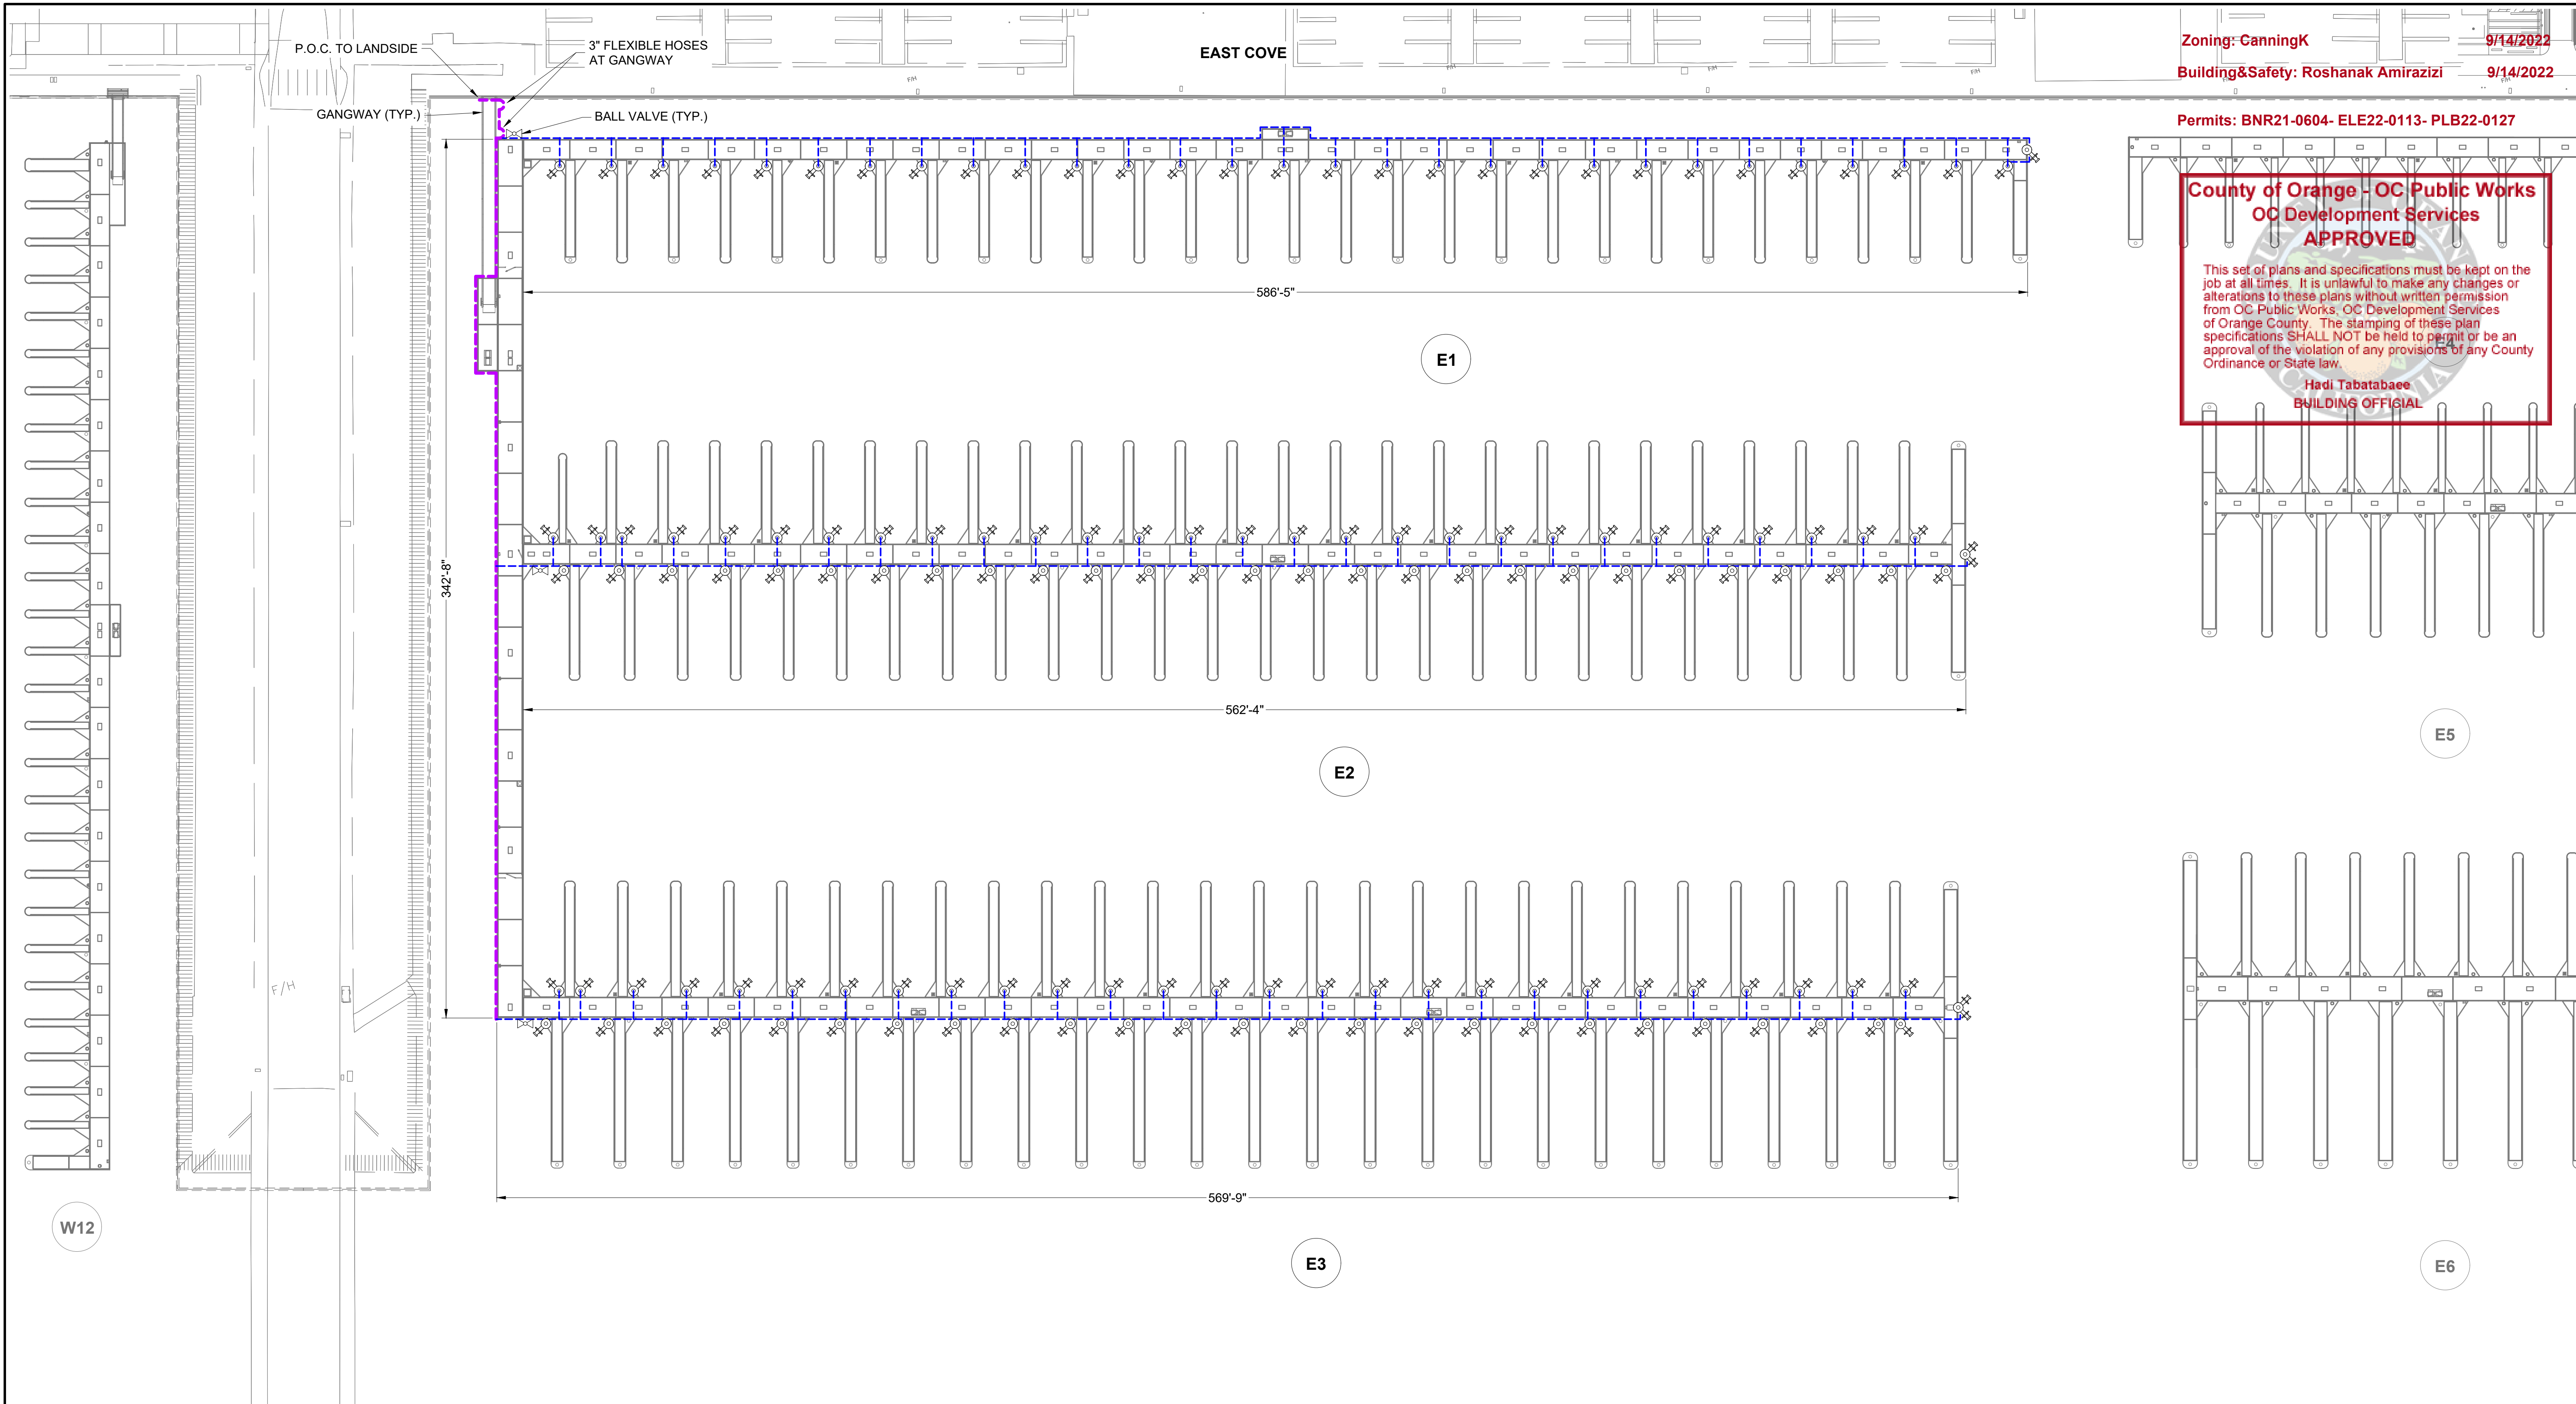 P.O.C. TO LANDSIDE
3" FLEXIBLE HOSES
AT GANGWAY
EAST COVE
GANGWAY (TYP.)
BALL VALVE (TYP.)
F/H
F/H
F/H
F/H
F/H
Zoning: CanningK 9/14/2022
Building&Safety: Roshanak Amirazizi 9/14/2022
Permits: BNR21-0604- ELE22-0113- PLB22-0127
County of Orange - OC Public Works
OC Development Services
APPROVED
This set of plans and specifications must be kept on the
job at all times. It is unlawful to make any changes or
alterations to these plans without written permission
from OC Public Works, OC Development Services
of Orange County. The stamping of these plan
specifications SHALL NOT be held to permit or be an
approval of the violation of any provisions of any County
Ordinance or State law.
Hadi Tabatabaee
BUILDING OFFICIAL
CALIFORNIA
586'-5"
E1
E4
342'-8"
562'-4"
E2
E5
F/H
569'-9"
W12
E3
E6